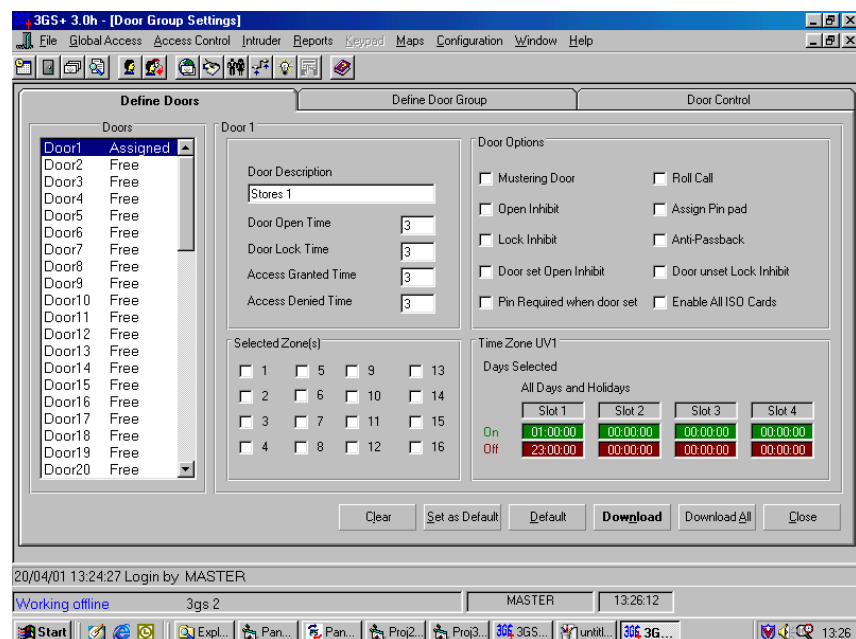 3GS+ 3.0h - [Door Group Settings]
File Global Access Access Control Intruder Reports Keypad Maps Configuration Window Help
Define Doors Define Door Group Door Control
Doors
Door1 Assigned
Door2 Free
Door3 Free
Door4 Free
Door5 Free
Door6 Free
Door7 Free
Door8 Free
Door9 Free
Door10 Free
Door11 Free
Door12 Free
Door13 Free
Door14 Free
Door15 Free
Door16 Free
Door17 Free
Door18 Free
Door19 Free
Door20 Free
Door 1
Door Description
Stores 1
Door Open Time 3
Door Lock Time 3
Access Granted Time 3
Access Denied Time 3
Door Options
Mustering Door Roll Call
Open Inhibit Assign Pin pad
Lock Inhibit Anti-Passback
Door set Open Inhibit Door unset Lock Inhibit
Pin Required when door set Enable All ISO Cards
Selected Zone(s)
1 5 9 13
2 6 10 14
3 7 11 15
4 8 12 16
Time Zone UV1
Days Selected
All Days and Holidays
Slot 1 Slot 2 Slot 3 Slot 4
On 01:00:00 00:00:00 00:00:00 00:00:00
Off 23:00:00 00:00:00 00:00:00 00:00:00
Clear Set as Default Default Download Download All Close
20/04/01 13:24:27 Login by MASTER
Working offline 3gs 2 MASTER 13:26:12
Start Expl... Pan... Pan... Proj2... Proj3... 3GS... untitl... 3G... 13:26